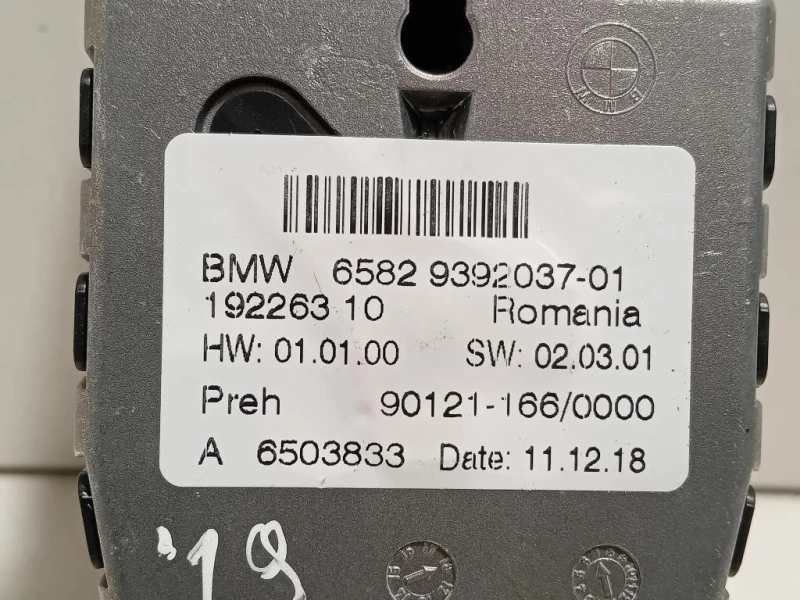 BMW
BMW 6582 9392037-01
192263 10 Romania
HW: 01.01.00 SW: 02.03.01
Preh 90121-166/0000
A 6503833 Date: 11.12.18